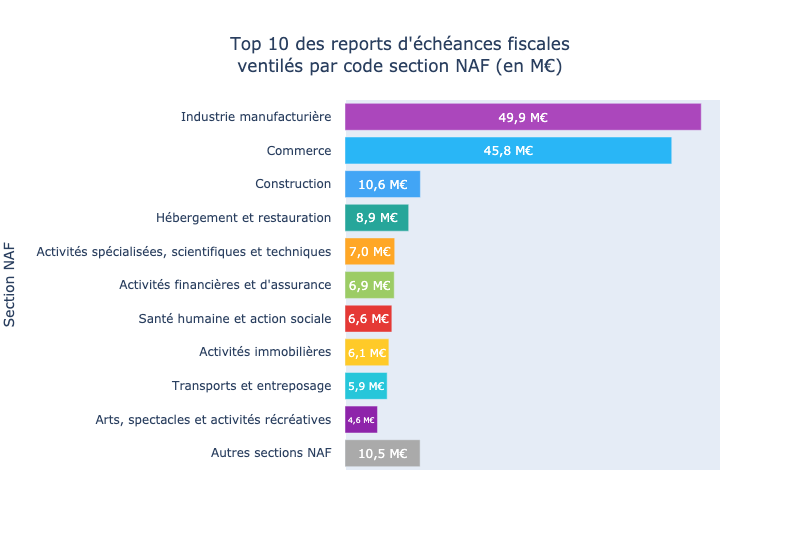 Top 10 des reports d'échéances fiscales
ventilés par code section NAF (en M€)
Section NAF
Industrie manufacturière 49,9 M€
Commerce 45,8 M€
Construction 10,6 M€
Hébergement et restauration 8,9 M€
Activités spécialisées, scientifiques et techniques 7,0 M€
Activités financières et d'assurance 6,9 M€
Santé humaine et action sociale 6,6 M€
Activités immobilières 6,1 M€
Transports et entreposage 5,9 M€
Arts, spectacles et activités récréatives 4,6 M€
Autres sections NAF 10,5 M€